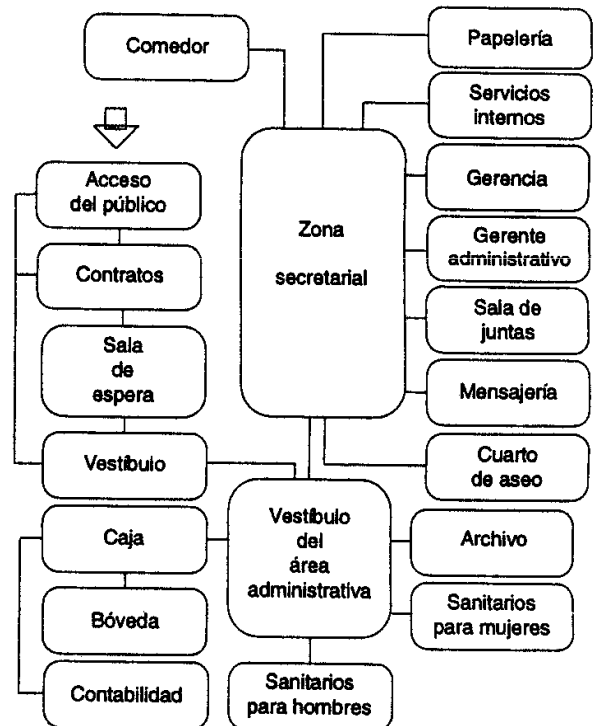 Comedor
Papelería
Servicios
internos
Acceso
del público
Gerencia
Zona
secretarial
Gerente
administrativo
Contratos
Sala de
juntas
Sala
de
espera
Mensajería
Vestíbulo
Cuarto
de aseo
Caja
Vestíbulo
del
área
administrativa
Archivo
Bóveda
Sanitarios
para mujeres
Contabilidad
Sanitarios
para hombres